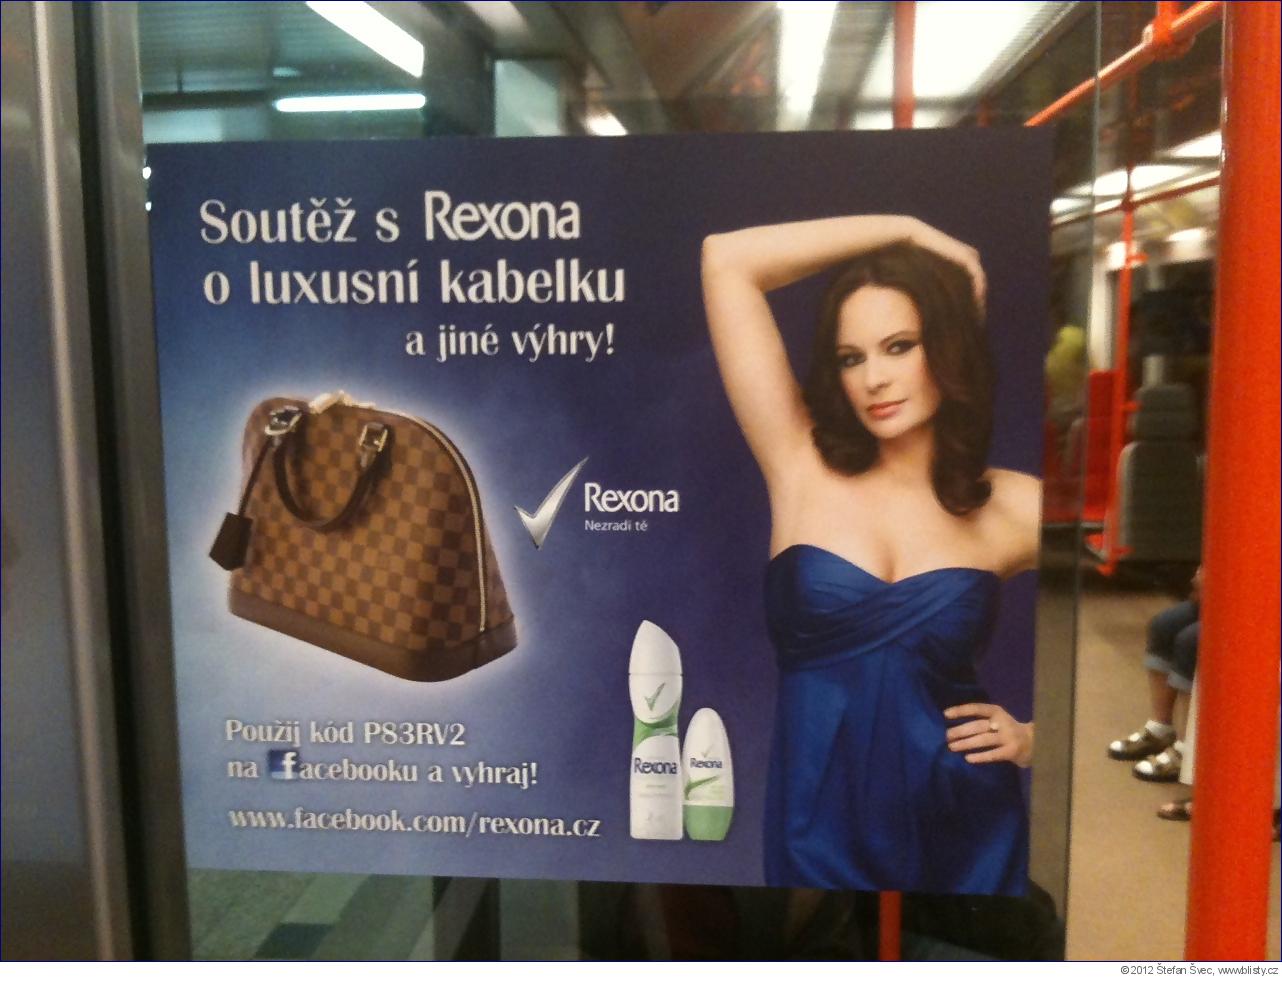 Soutěž s Rexona
o luxusní kabelku
a jiné výhry!
Rexona
Nezradí tě
Použij kód P83RV2
na facebooku a vyhraj!
www.facebook.com/rexona.cz
Rexona
Rexona
©2012 Štefan Švec, www.blisty.cz